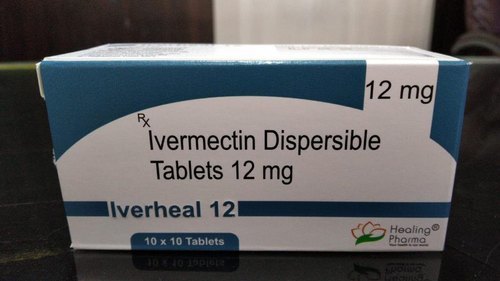 12 mg
Rx
Ivermectin Dispersible
Tablets 12 mg
Iverheal 12
10 x 10 Tablets
Healing®
Pharma